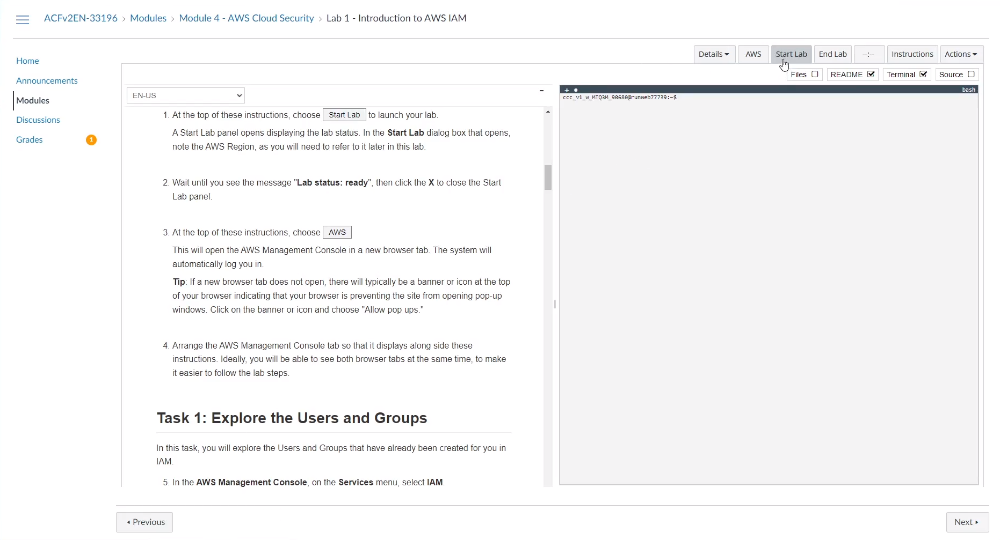 ACFv2EN-33196 › Modules › Module 4 - AWS Cloud Security › Lab 1 - Introduction to AWS IAM
Home
Announcements
Modules
Discussions
Grades 1
Details AWS Start Lab End Lab --:-- Instructions Actions
Files README Terminal Source
EN-US
1. At the top of these instructions, choose Start Lab to launch your lab.
A Start Lab panel opens displaying the lab status. In the Start Lab dialog box that opens,
note the AWS Region, as you will need to refer to it later in this lab.
2. Wait until you see the message "Lab status: ready", then click the X to close the Start
Lab panel.
3. At the top of these instructions, choose AWS
This will open the AWS Management Console in a new browser tab. The system will
automatically log you in.
Tip: If a new browser tab does not open, there will typically be a banner or icon at the top
of your browser indicating that your browser is preventing the site from opening pop-up
windows. Click on the banner or icon and choose "Allow pop ups."
4. Arrange the AWS Management Console tab so that it displays along side these
instructions. Ideally, you will be able to see both browser tabs at the same time, to make
it easier to follow the lab steps.
Task 1: Explore the Users and Groups
In this task, you will explore the Users and Groups that have already been created for you in
IAM.
5. In the AWS Management Console, on the Services menu, select IAM.
+ ● bash
ccc_v1_w_MTQ3M_90680@runweb77739:~$
Previous
Next